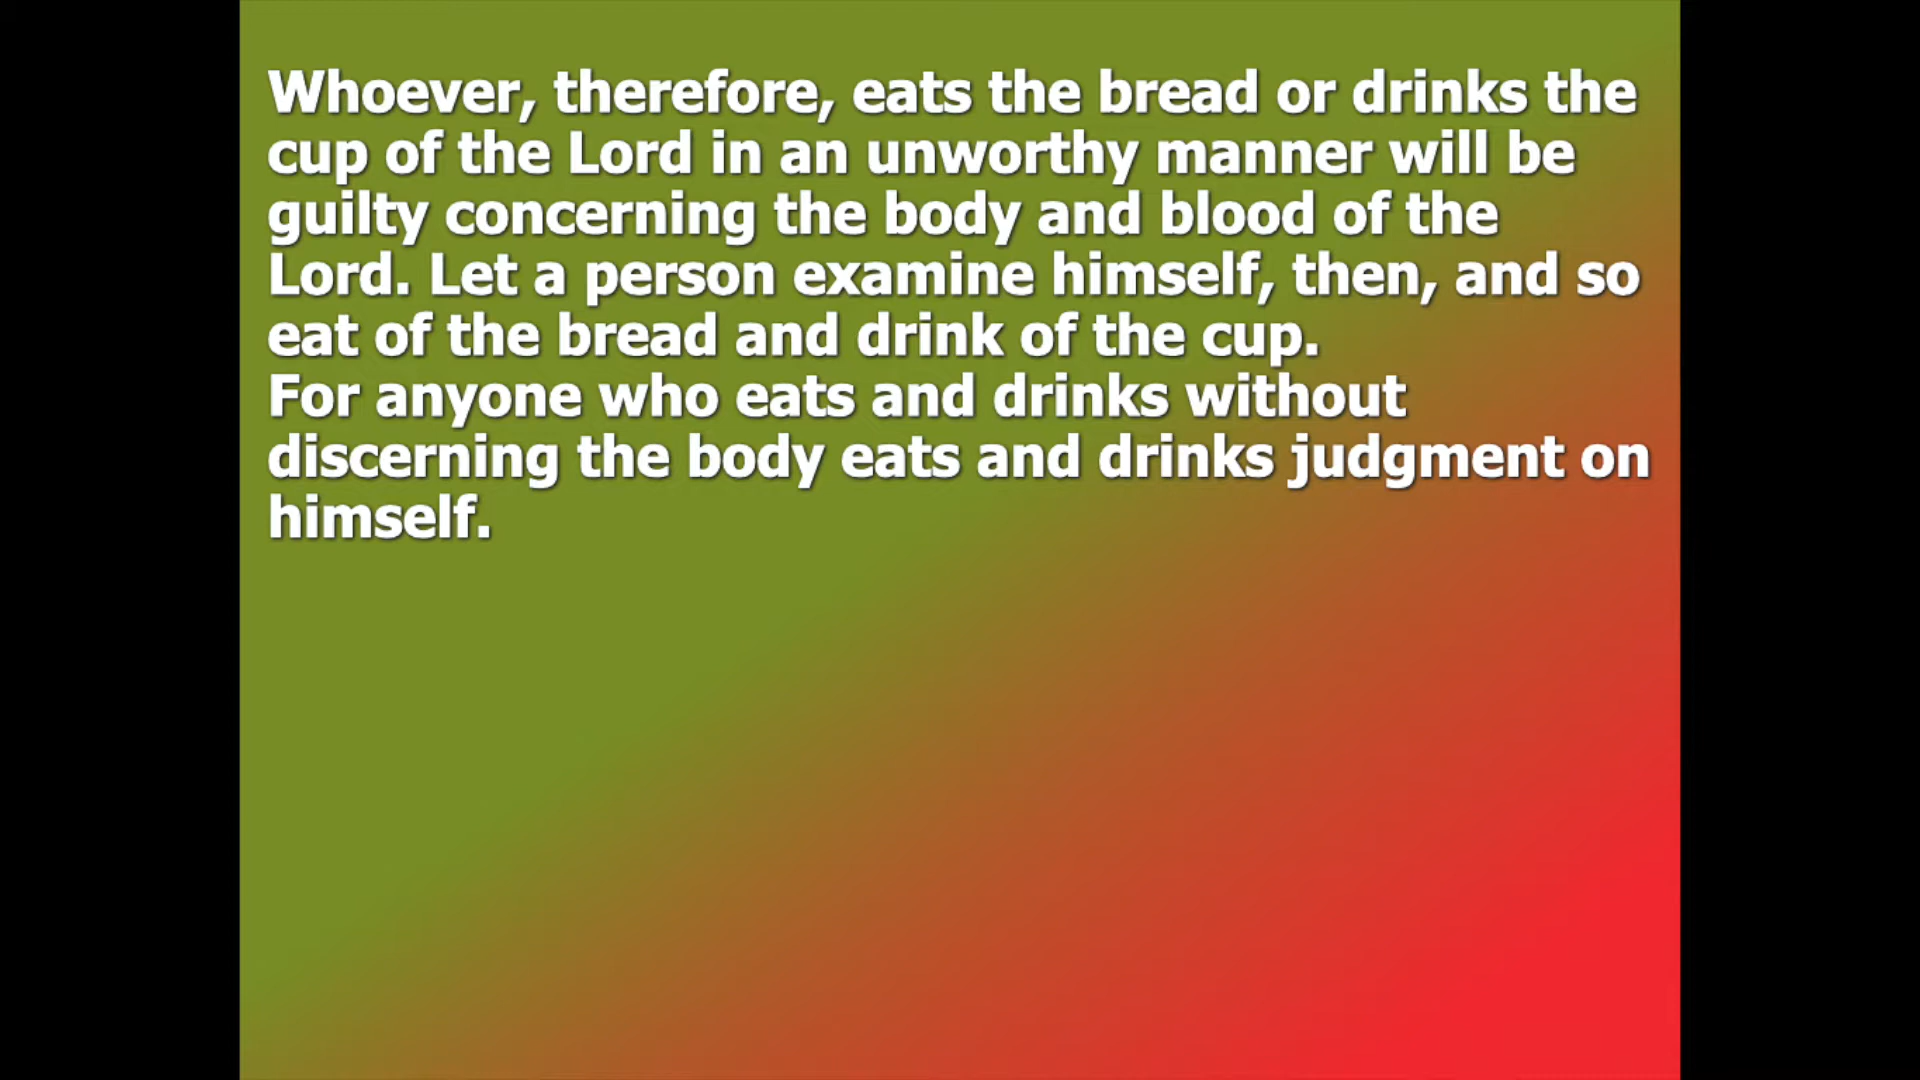 Whoever, therefore, eats the bread or drinks the
cup of the Lord in an unworthy manner will be
guilty concerning the body and blood of the
Lord. Let a person examine himself, then, and so
eat of the bread and drink of the cup.
For anyone who eats and drinks without
discerning the body eats and drinks judgment on
himself.